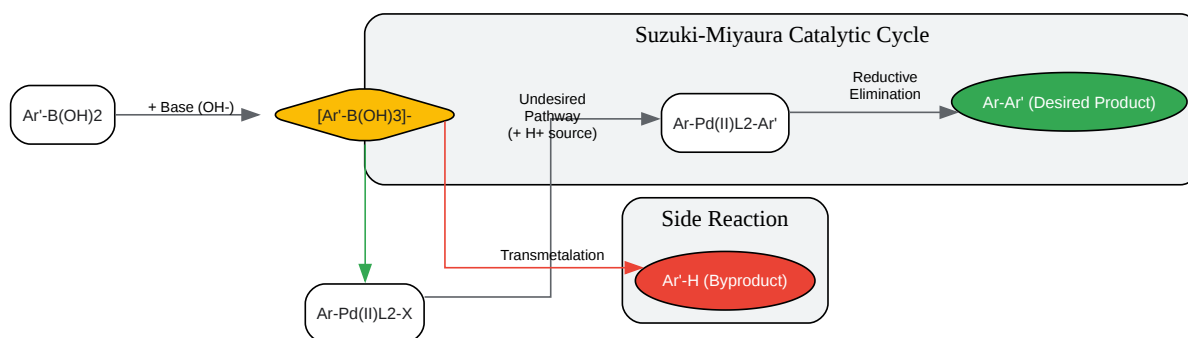 Suzuki-Miyaura Catalytic Cycle
Ar'-B(OH)2
+ Base (OH-)
[Ar'-B(OH)3]-
Undesired
Pathway
(+ H+ source)
Ar-Pd(II)L2-Ar'
Reductive
Elimination
Ar-Ar' (Desired Product)
Side Reaction
Transmetalation
Ar'-H (Byproduct)
Ar-Pd(II)L2-X